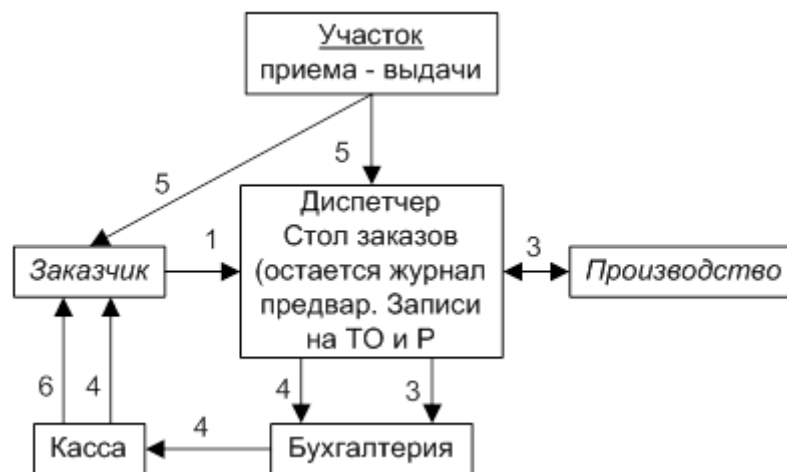 Участок
приема - выдачи
5
5
Диспетчер
Стол заказов
(остается журнал
предвар. Записи
на ТО и Р
Заказчик
1
3
Производство
6
4
4
3
Касса
4
Бухгалтерия